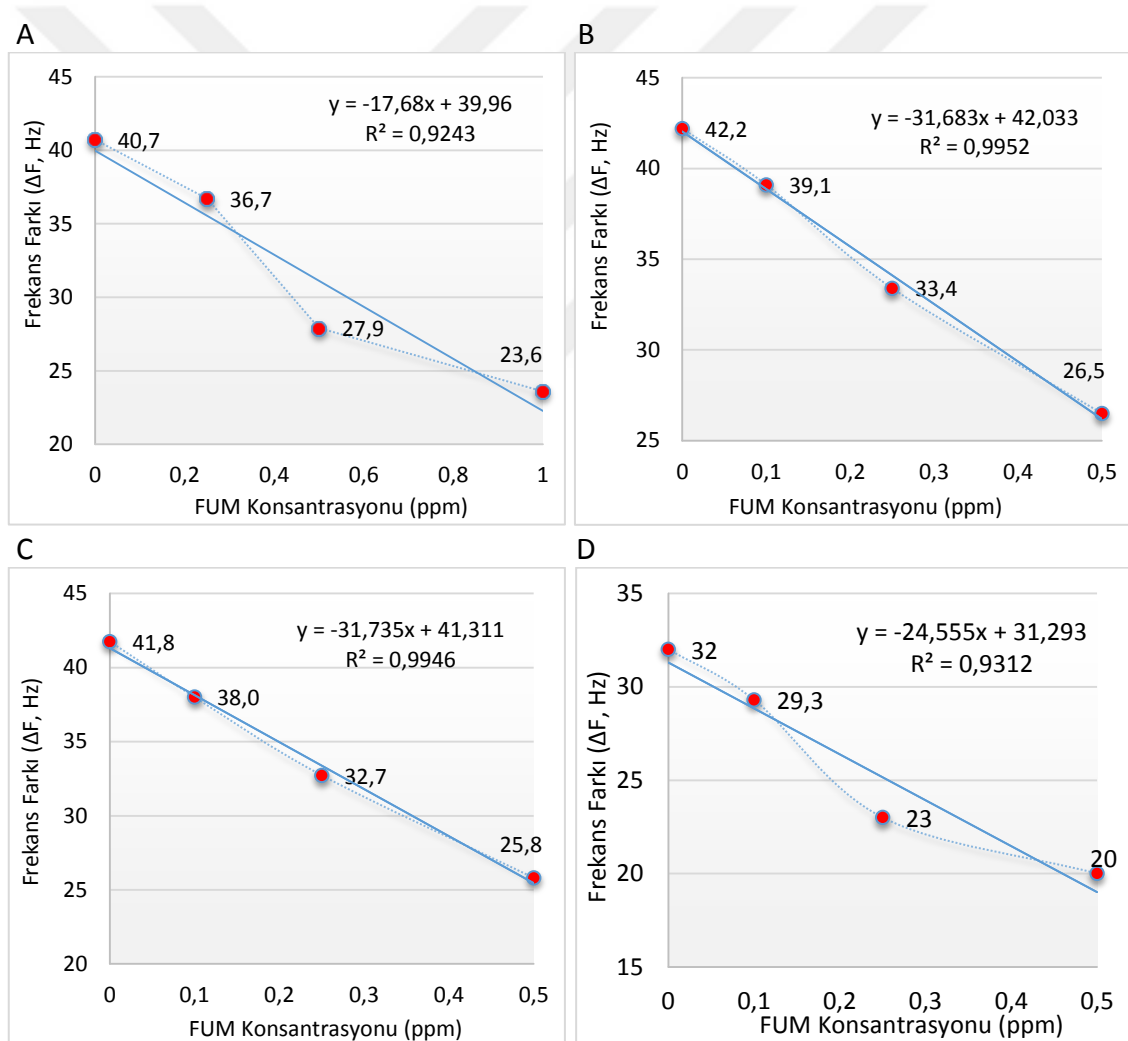 A
45
40
35
30
25
20
y = -17,68x + 39,96
R² = 0,9243
40,7
36,7
27,9
23,6
0 0,2 0,4 0,6 0,8 1
FUM Konsantrasyonu (ppm)
Frekans Farkı (ΔF, Hz)
B
45
40
35
30
25
y = -31,683x + 42,033
R² = 0,9952
42,2
39,1
33,4
26,5
0 0,1 0,2 0,3 0,4 0,5
FUM Konsantrasyonu (ppm)
Frekans Farkı (ΔF, Hz)
C
45
40
35
30
25
20
y = -31,735x + 41,311
R² = 0,9946
41,8
38,0
32,7
25,8
0 0,1 0,2 0,3 0,4 0,5
FUM Konsantrasyonu (ppm)
Frekans Farkı (ΔF, Hz)
D
35
30
25
20
15
y = -24,555x + 31,293
R² = 0,9312
32
29,3
23
20
0 0,1 0,2 0,3 0,4 0,5
FUM Konsantrasyonu (ppm)
Frekans Farkı (ΔF, Hz)